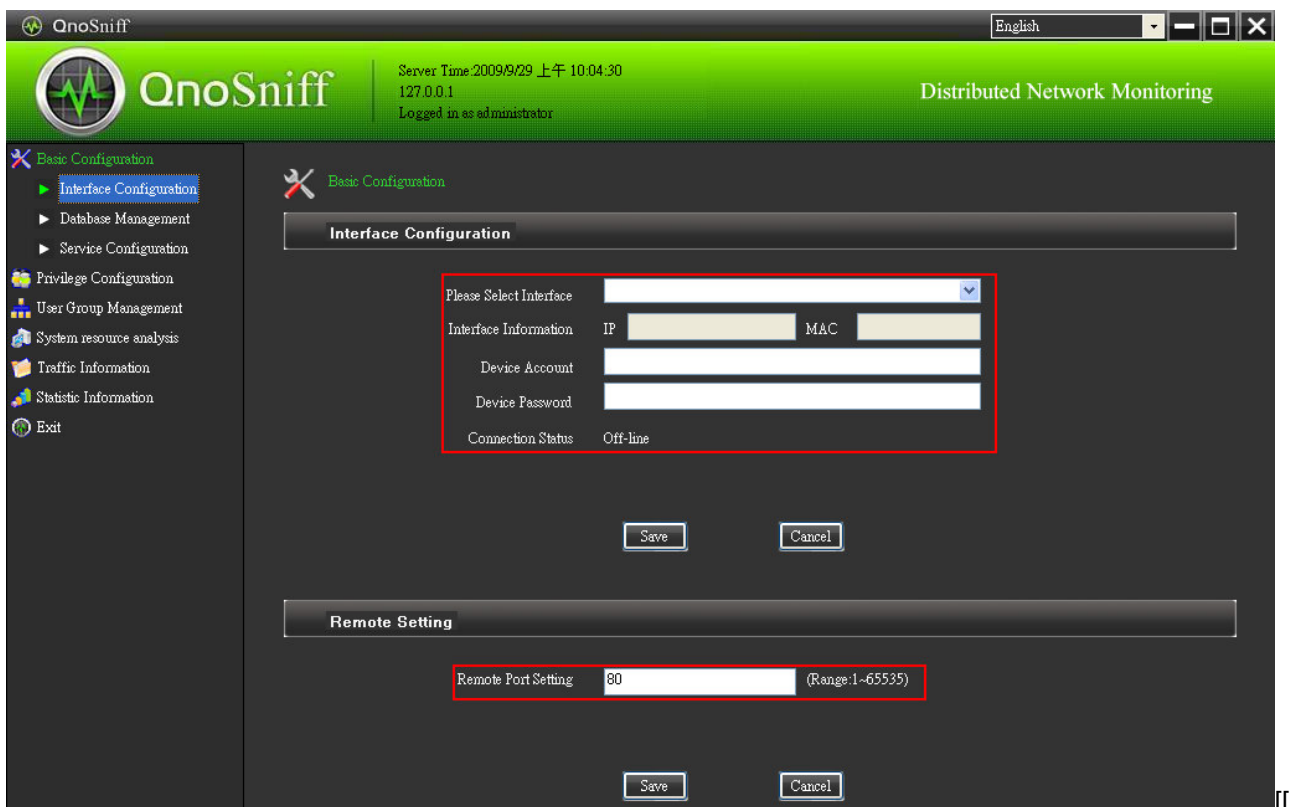 QnoSniff
English
QnoSniff
Server Time:2009/9/29 上午 10:04:30
127.0.0.1
Logged in as administrator
Distributed Network Monitoring
Basic Configuration
Interface Configuration
Database Management
Service Configuration
Privilege Configuration
User Group Management
System resource analysis
Traffic Information
Statistic Information
Exit
Basic Configuration
Interface Configuration
Please Select Interface
Interface Information IP MAC
Device Account
Device Password
Connection Status Off-line
Save Cancel
Remote Setting
Remote Port Setting 80 (Range:1~65535)
Save Cancel
[[